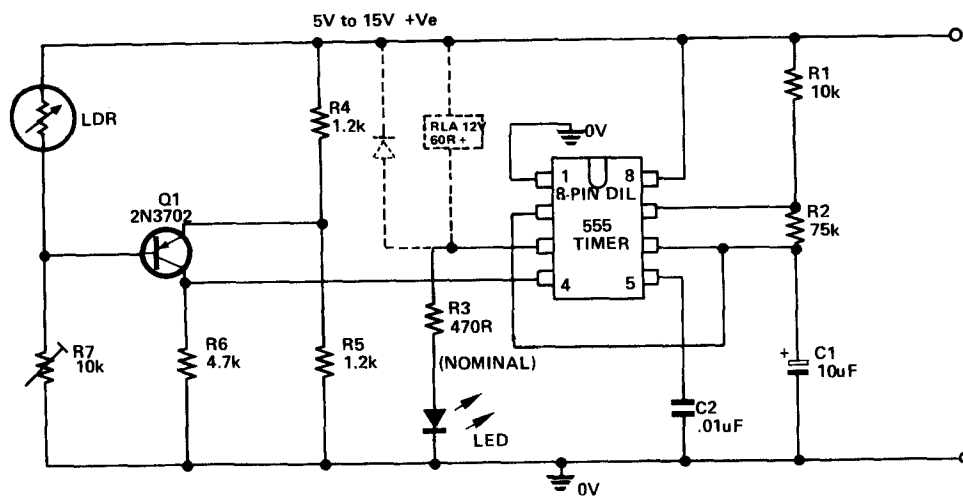 5V to 15V +Ve
LDR
R4
1.2k
RLA 12V
60R +
0V
R1
10k
1
8
8-PIN DIL
555
TIMER
4
5
R2
75k
Q1
2N3702
R3
470R
(NOMINAL)
R7
10k
R6
4.7k
R5
1.2k
LED
C2
.01uF
+
C1
10uF
0V